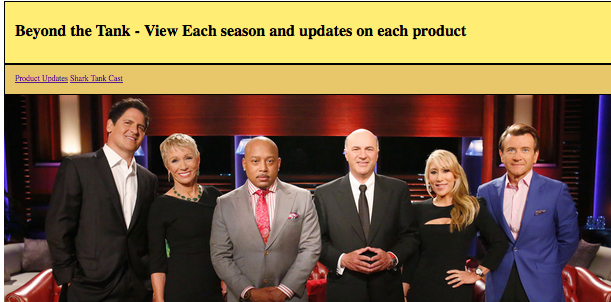 Beyond the Tank - View Each season and updates on each product
Product Updates Shark Tank Cast